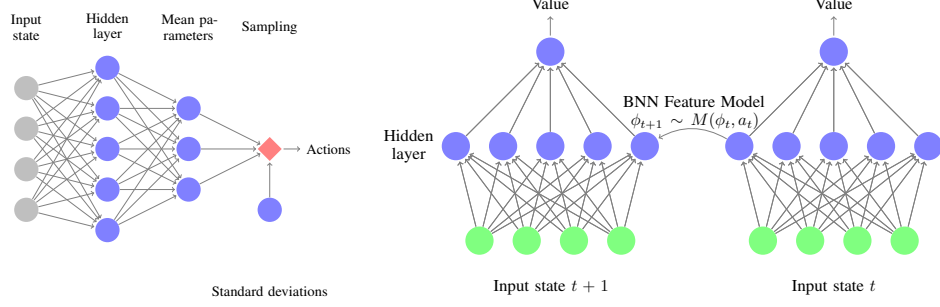 Input
state
Hidden
layer
Mean pa-
rameters
Sampling
Actions
Standard deviations
Value
Value
BNN Feature Model
ϕt+1 ∼ M(ϕt, at)
Hidden
layer
Input state t + 1
Input state t